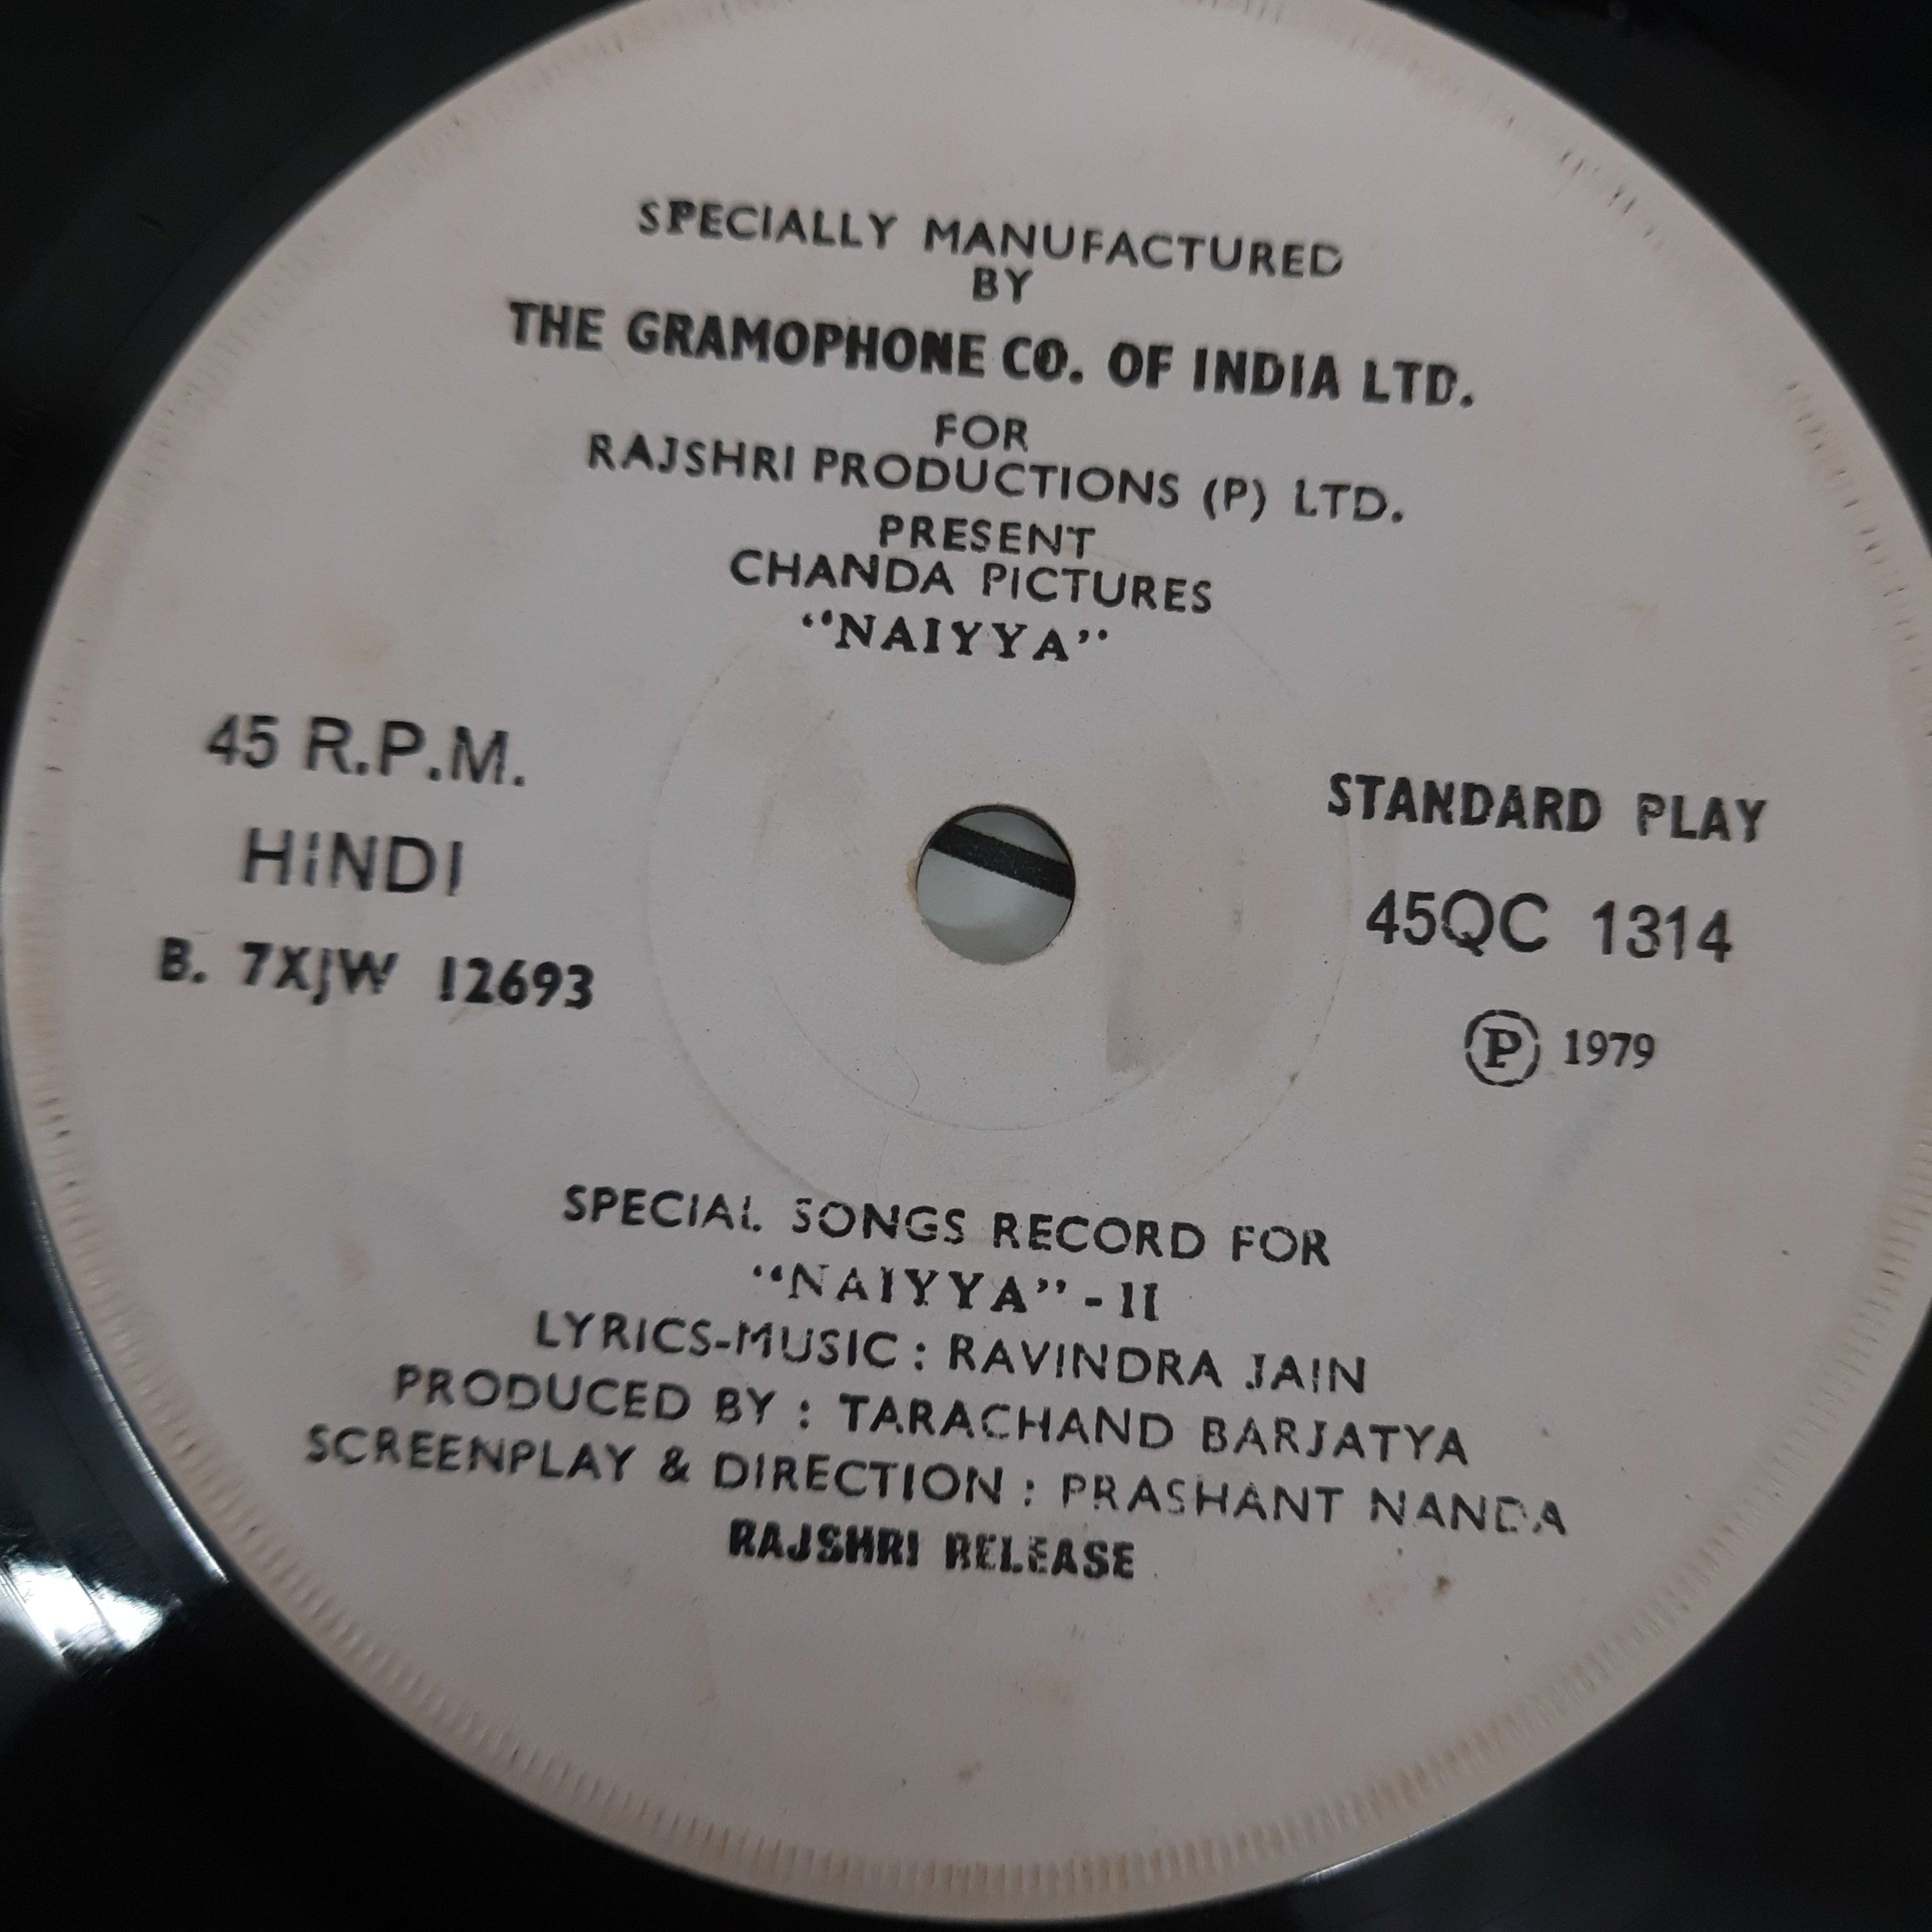 SPECIALLY MANUFACTURED
BY
THE GRAMOPHONE CO. OF INDIA LTD.
FOR
RAJSHRI PRODUCTIONS (P) LTD.
PRESENT
CHANDA PICTURES
“NAIYYA”
45 R.P.M.
HINDI
B. 7XJW 12693
STANDARD PLAY
45QC 1314
Ⓟ 1979
SPECIAL SONGS RECORD FOR
“NAIYYA” - II
LYRICS-MUSIC : RAVINDRA JAIN
PRODUCED BY : TARACHAND BARJATYA
SCREENPLAY & DIRECTION : PRASHANT NANDA
RAJSHRI RELEASE